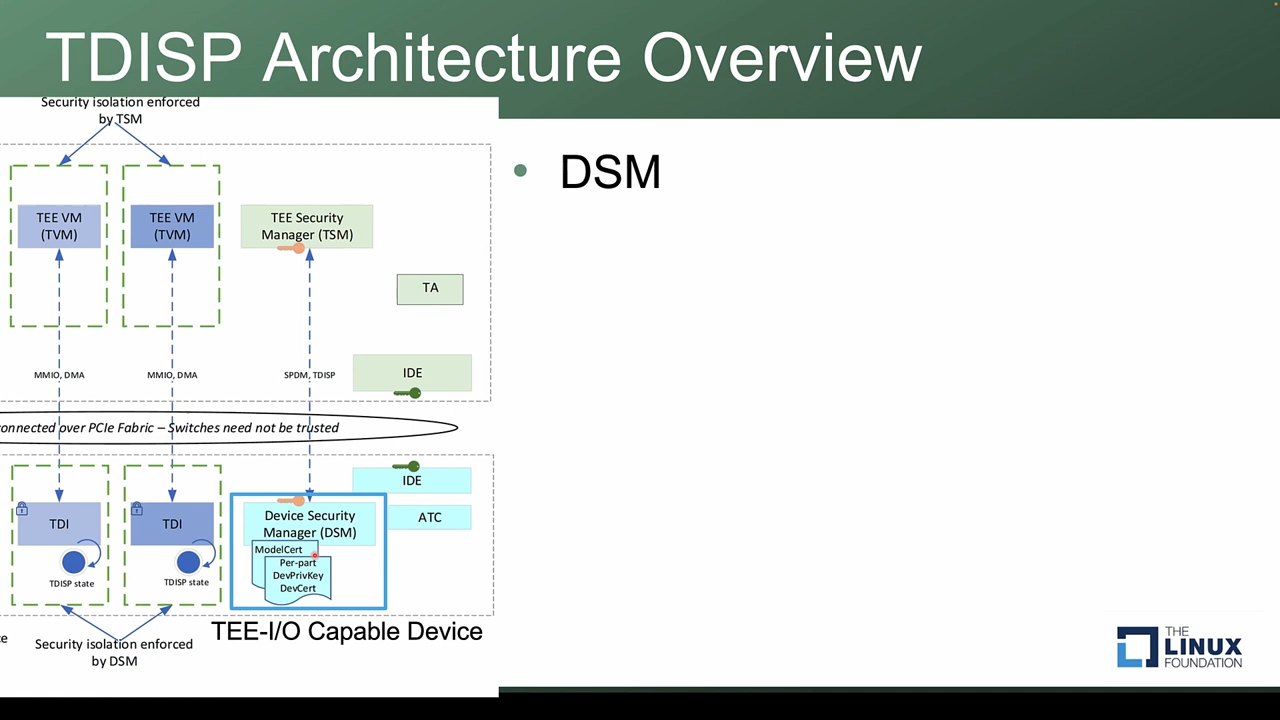 TDISP Architecture Overview
Security isolation enforced
by TSM
• DSM
TEE VM
(TVM)
TEE VM
(TVM)
TEE Security
Manager (TSM)
TA
MMIO, DMA
MMIO, DMA
SPDM, TDISP
IDE
onnected over PCIe Fabric – Switches need not be trusted
IDE
TDI
TDI
Device Security
Manager (DSM)
ATC
ModelCert
Per-part
DevPrivKey
DevCert
TDISP state
TDISP state
TEE-I/O Capable Device
ce
Security isolation enforced
by DSM
THE
LINUX
FOUNDATION